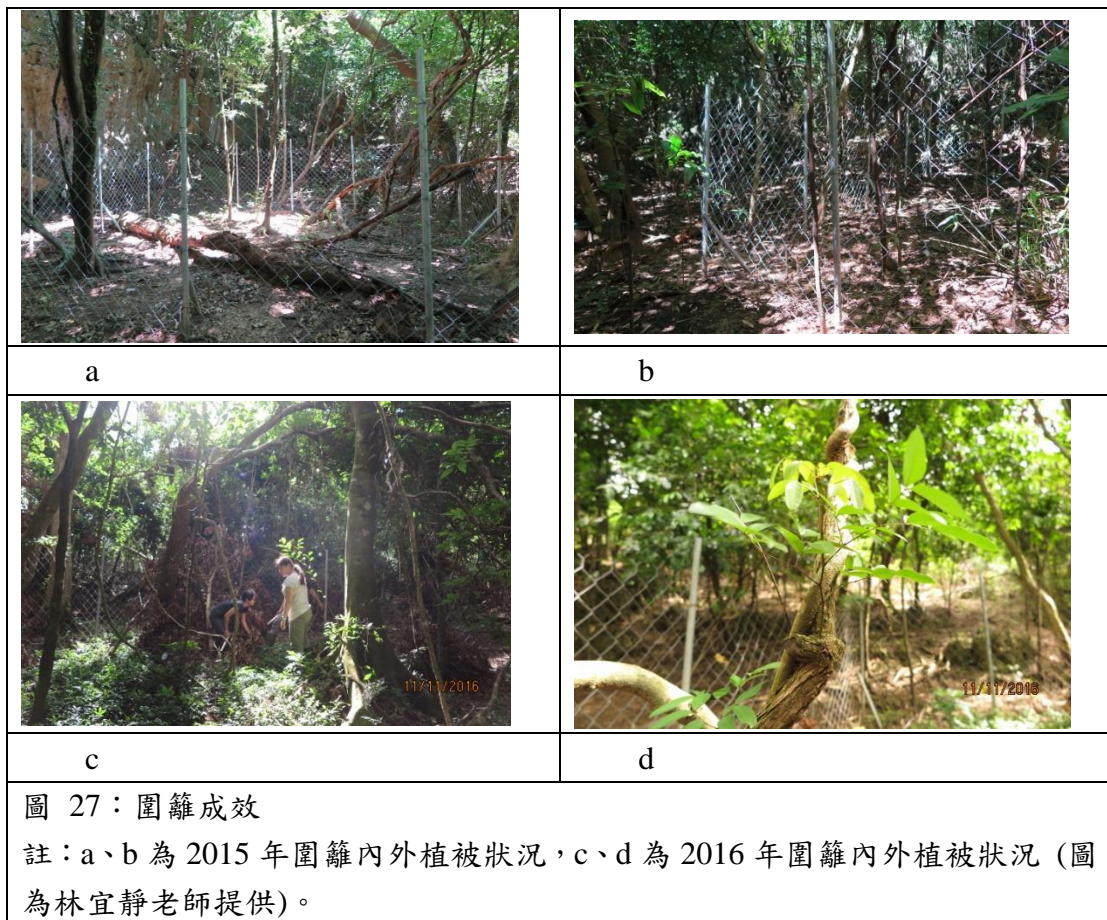 a
b
11/11/2016
11/11/2016
c
d
圖 27：圍籬成效
註：a、b 為 2015 年圍籬內外植被狀況，c、d 為 2016 年圍籬內外植被狀況 (圖
為林宜靜老師提供)。